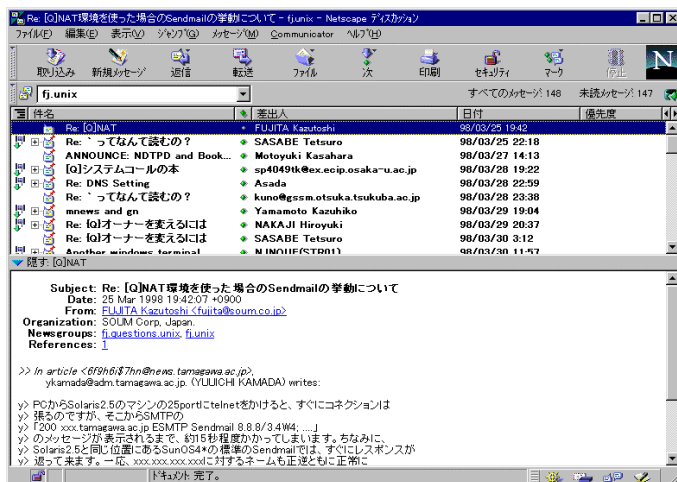 Re: [Q]NAT環境を使った場合のSendmailの挙動について - fj.unix - Netscape ディスカッション
ファイル(F) 編集(E) 表示(V) ジャンプ(G) メッセージ(M) Communicator ヘルプ(H)
取り込み 新規メッセージ 返信 転送 ファイル 次 印刷 セキュリティ マーク 停止
N
fj.unix すべてのメッセージ: 148 未読メッセージ: 147
件名 差出人 日付 優先度
Re: [Q]NAT FUJITA Kazutoshi 98/03/25 19:42
Re: ` ってなんて読むの? SASABE Tetsuro 98/03/25 22:18
ANNOUNCE: NDTPD and Book... Motoyuki Kasahara 98/03/27 14:13
[Q]システムコールの本 sp4049tk@ex.ecip.osaka-u.ac.jp 98/03/28 19:22
Re: DNS Setting Asada 98/03/28 22:59
Re: ` ってなんて読むの? kuno@gssm.otsuka.tsukuba.ac.jp 98/03/28 23:38
mnews and gn Yamamoto Kazuhiko 98/03/29 19:04
Re: [Q]オーナーを変えるには NAKAJI Hiroyuki 98/03/29 20:37
Re: [Q]オーナーを変えるには SASABE Tetsuro 98/03/30 3:12
Another windows terminal N.INOUE(STR01) 98/03/30 11:57
隠す: [Q]NAT
Subject: Re: [Q]NAT環境を使った場合のSendmailの挙動について
Date: 25 Mar 1998 19:42:07 +0900
From: FUJITA Kazutoshi <fujita@soum.co.jp>
Organization: SOUM Corp, Japan.
Newsgroups: fj.questions.unix, fj.unix
References: 1
>> In article <6f9h6i$7hn@news.tamagawa.ac.jp>,
ykamada@adm.tamagawa.ac.jp. (YUUICHI KAMADA) writes:
y> PCからSolaris2.5のマシンの25portにtelnetをかけると、すぐにコネクションは
y> 張るのですが、そこからSMTPの
y> 「200 xxx.tamagawa.ac.jp ESMTP Sendmail 8.8.8/3.4W4; ....」
y> のメッセージが表示されるまで、約15秒程度かかってしまいます。ちなみに、
y> Solaris2.5と同じ位置にあるSunOS4*の標準のSendmailでは、すぐにレスポンスが
y> 返って来ます。一応、xxx.xxx.xxx.xxxに対するネームも正逆ともに正常に
ドキュメント: 完了。